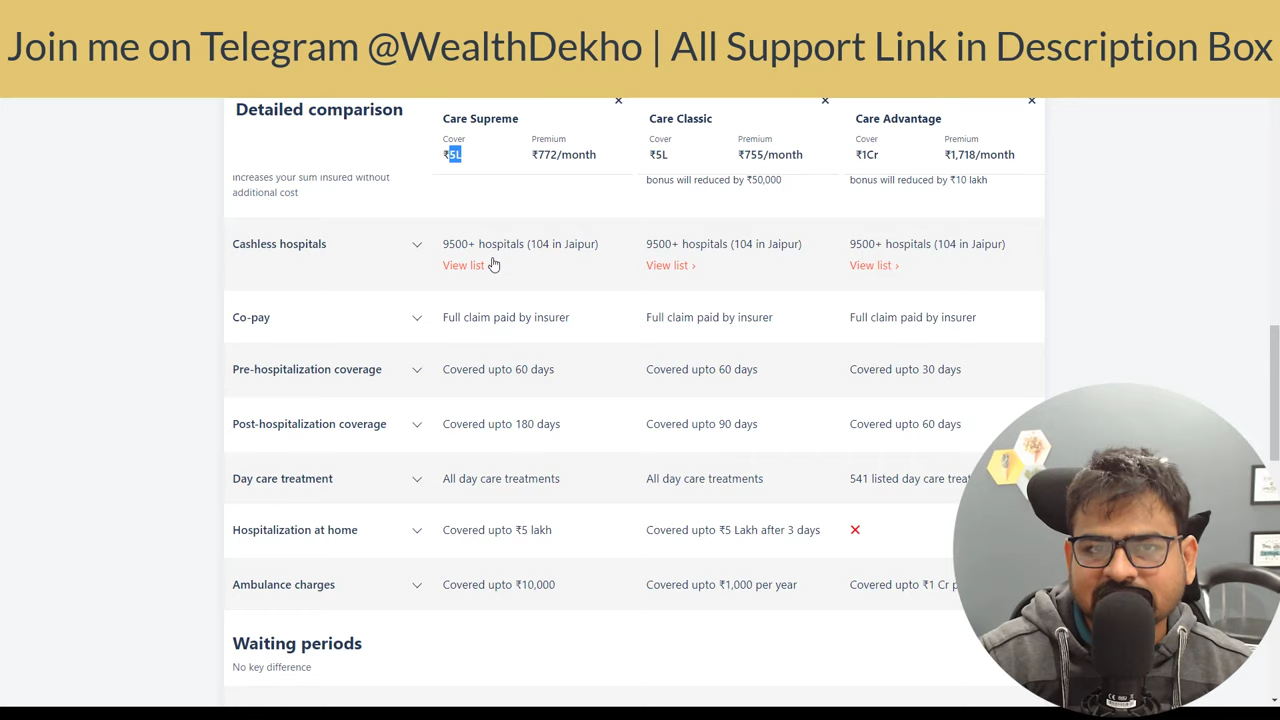 Join me on Telegram @WealthDekho | All Support Link in Description Box
Detailed comparison
Care Supreme
Cover
Premium
₹5L
₹772/month
Care Classic
Cover
Premium
₹5L
₹755/month
Care Advantage
Cover
Premium
₹1Cr
₹1,718/month
increases your sum insured without
additional cost
bonus will reduced by ₹50,000
bonus will reduced by ₹10 lakh
Cashless hospitals
9500+ hospitals (104 in Jaipur)
View list
9500+ hospitals (104 in Jaipur)
View list ›
9500+ hospitals (104 in Jaipur)
View list ›
Co-pay
Full claim paid by insurer
Full claim paid by insurer
Full claim paid by insurer
Pre-hospitalization coverage
Covered upto 60 days
Covered upto 60 days
Covered upto 30 days
Post-hospitalization coverage
Covered upto 180 days
Covered upto 90 days
Covered upto 60 days
Day care treatment
All day care treatments
All day care treatments
541 listed day care
Hospitalization at home
Covered upto ₹5 lakh
Covered upto ₹5 Lakh after 3 days
Ambulance charges
Covered upto ₹10,000
Covered upto ₹1,000 per year
Covered upto ₹1 Cr
Waiting periods
No key difference